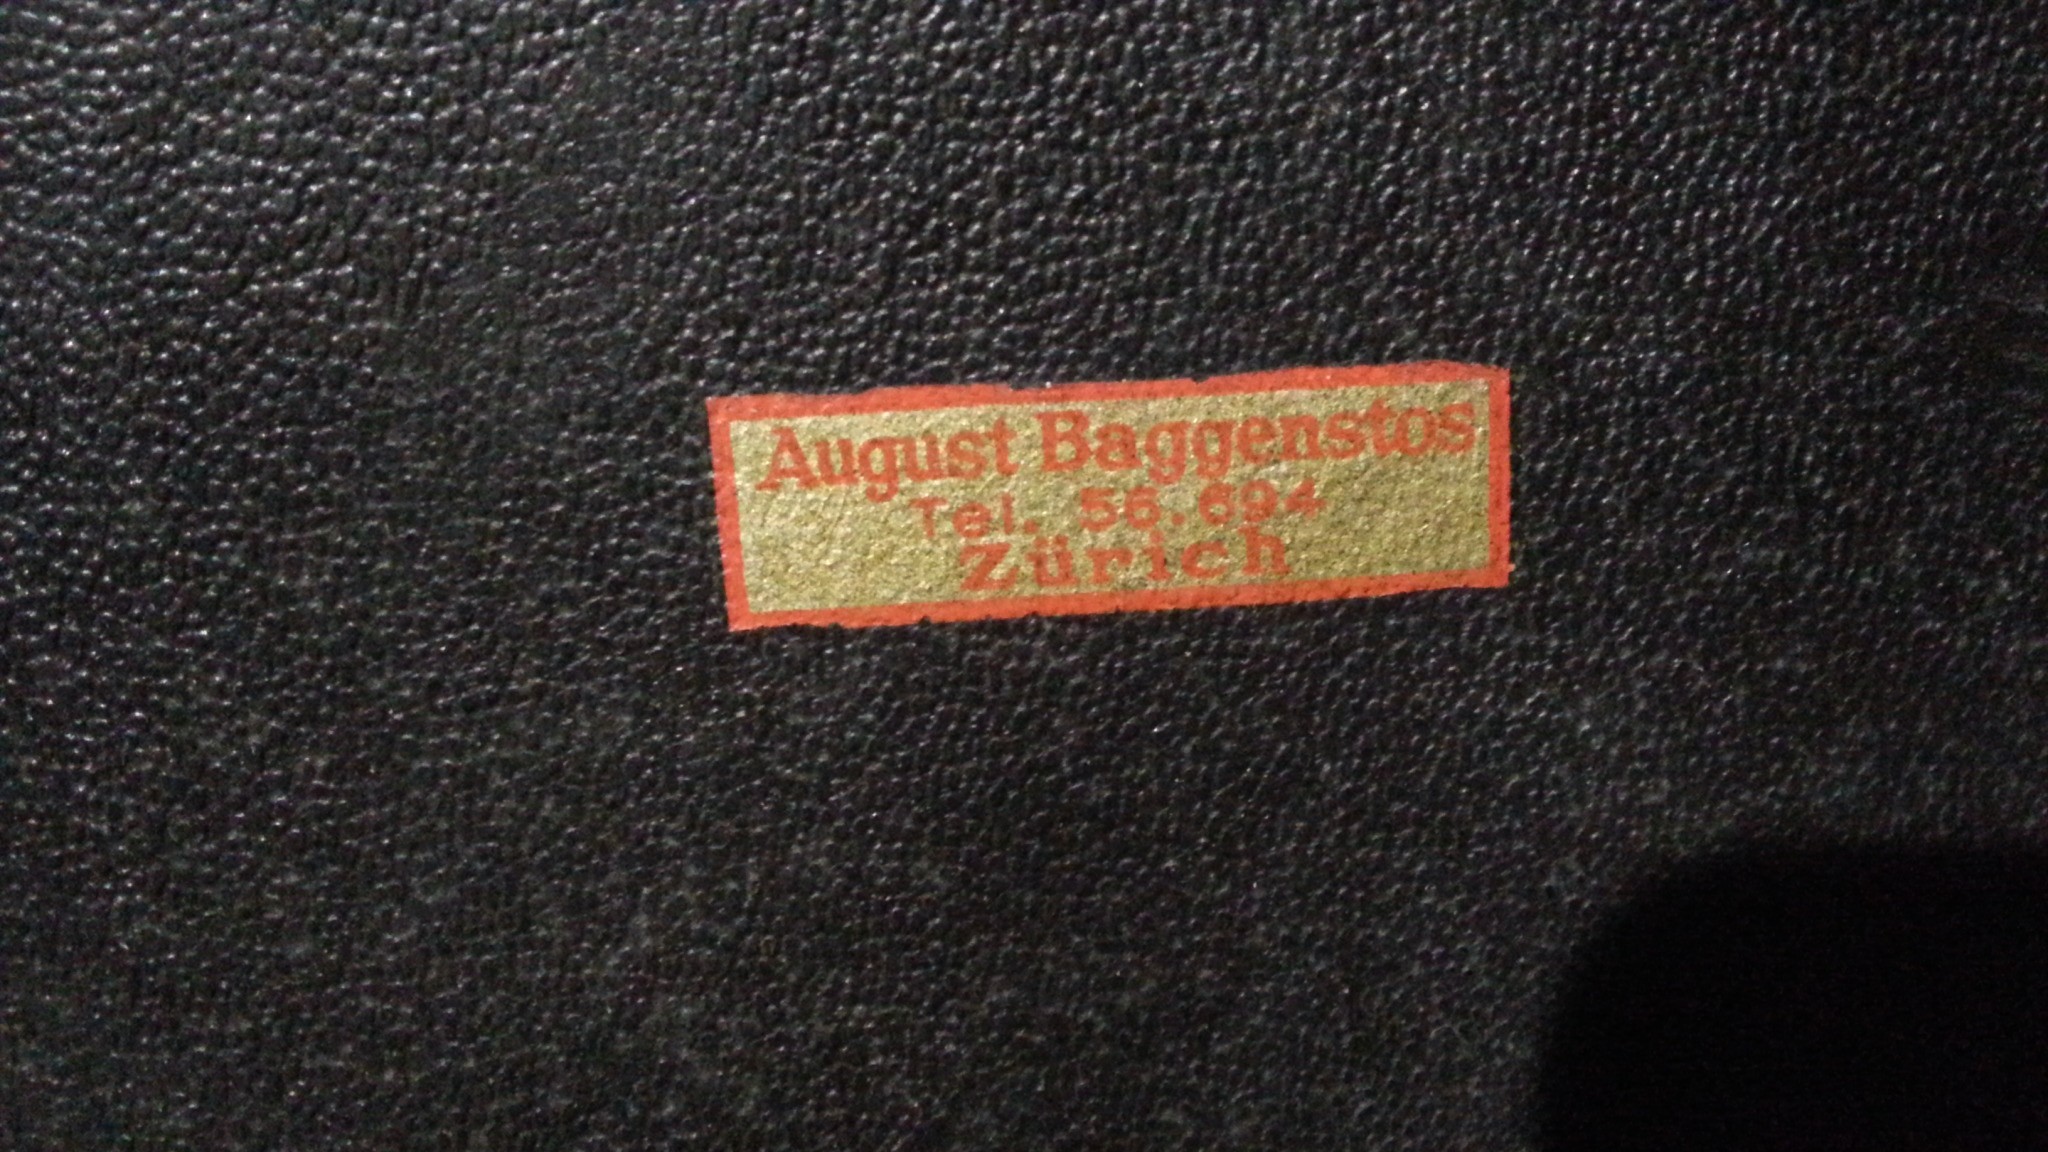 August Baggenstos
Tel. 56.694
Zürich